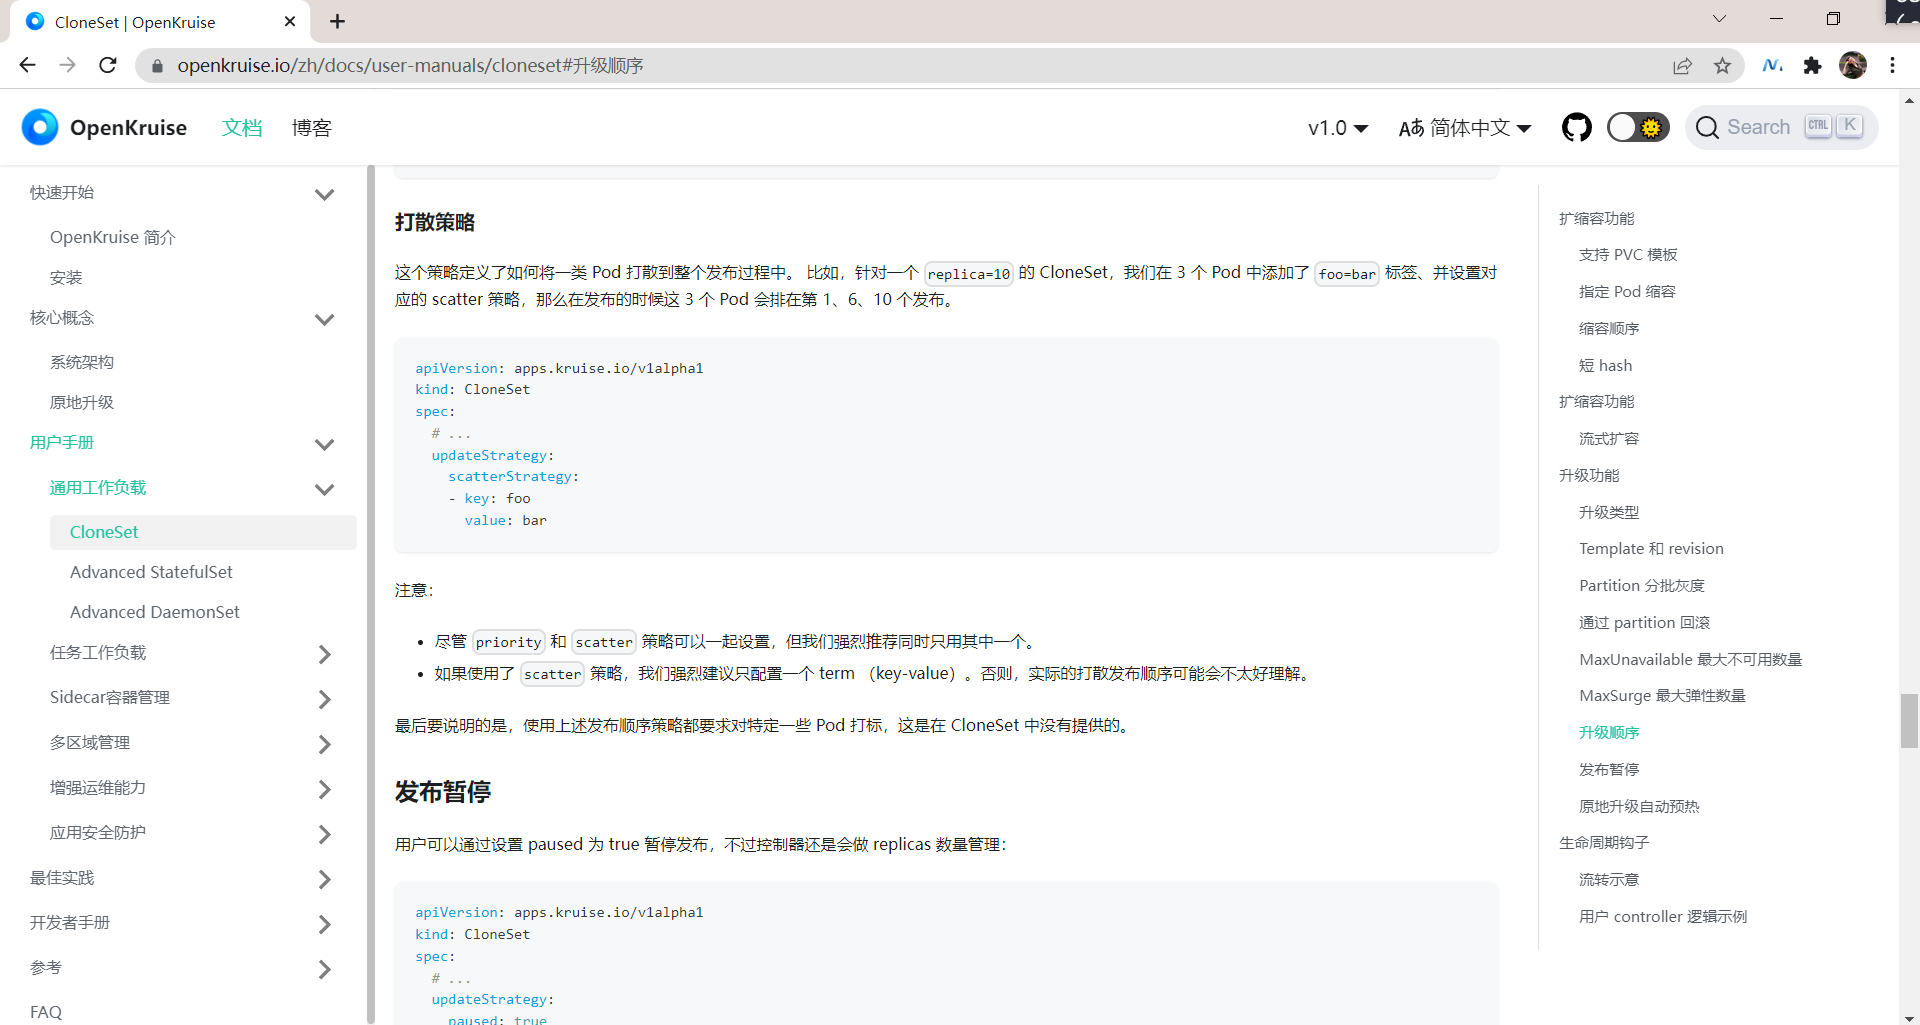 CloneSet | OpenKruise
openkruise.io/zh/docs/user-manuals/cloneset#升级顺序
OpenKruise
文档
博客
v1.0
Aあ 简体中文
Search
CTRL
K
快速开始
OpenKruise 简介
安装
核心概念
系统架构
原地升级
用户手册
通用工作负载
CloneSet
Advanced StatefulSet
Advanced DaemonSet
任务工作负载
Sidecar容器管理
多区域管理
增强运维能力
应用安全防护
最佳实践
开发者手册
参考
FAQ
打散策略
这个策略定义了如何将一类 Pod 打散到整个发布过程中。 比如，针对一个 replica=10 的 CloneSet，我们在 3 个 Pod 中添加了 foo=bar 标签、并设置对
应的 scatter 策略，那么在发布的时候这 3 个 Pod 会排在第 1、6、10 个发布。
apiVersion: apps.kruise.io/v1alpha1
kind: CloneSet
spec:
# ...
updateStrategy:
scatterStrategy:
- key: foo
value: bar
注意：
• 尽管 priority 和 scatter 策略可以一起设置，但我们强烈推荐同时只用其中一个。
• 如果使用了 scatter 策略，我们强烈建议只配置一个 term （key-value）。否则，实际的打散发布顺序可能会不太好理解。
最后要说明的是，使用上述发布顺序策略都要求对特定一些 Pod 打标，这是在 CloneSet 中没有提供的。
发布暂停
用户可以通过设置 paused 为 true 暂停发布，不过控制器还是会做 replicas 数量管理：
apiVersion: apps.kruise.io/v1alpha1
kind: CloneSet
spec:
# ...
updateStrategy:
paused: true
扩缩容功能
支持 PVC 模板
指定 Pod 缩容
缩容顺序
短 hash
扩缩容功能
流式扩容
升级功能
升级类型
Template 和 revision
Partition 分批灰度
通过 partition 回滚
MaxUnavailable 最大不可用数量
MaxSurge 最大弹性数量
升级顺序
发布暂停
原地升级自动预热
生命周期钩子
流转示意
用户 controller 逻辑示例